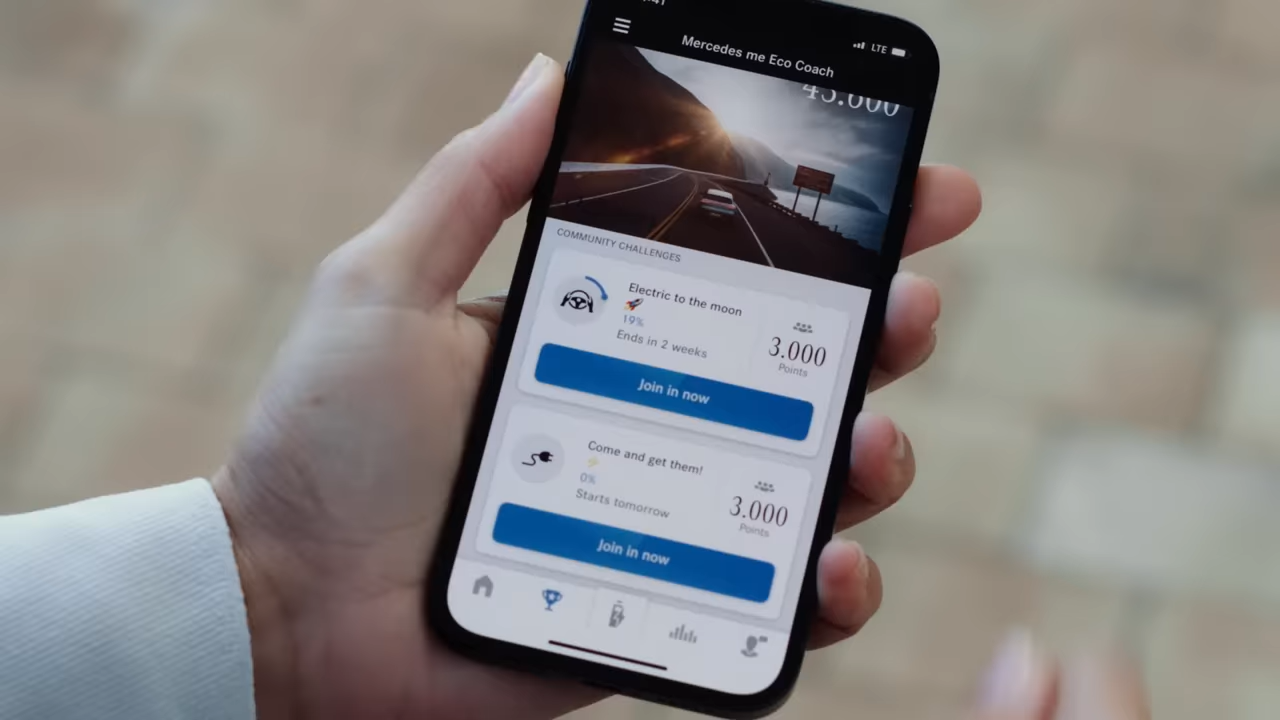 LTE
Mercedes me Eco Coach
45.000
COMMUNITY CHALLENGES
Electric to the moon
🚀
19%
Ends in 2 weeks
3.000
Points
Join in now
Come and get them!
⚡
0%
Starts tomorrow
3.000
Points
Join in now